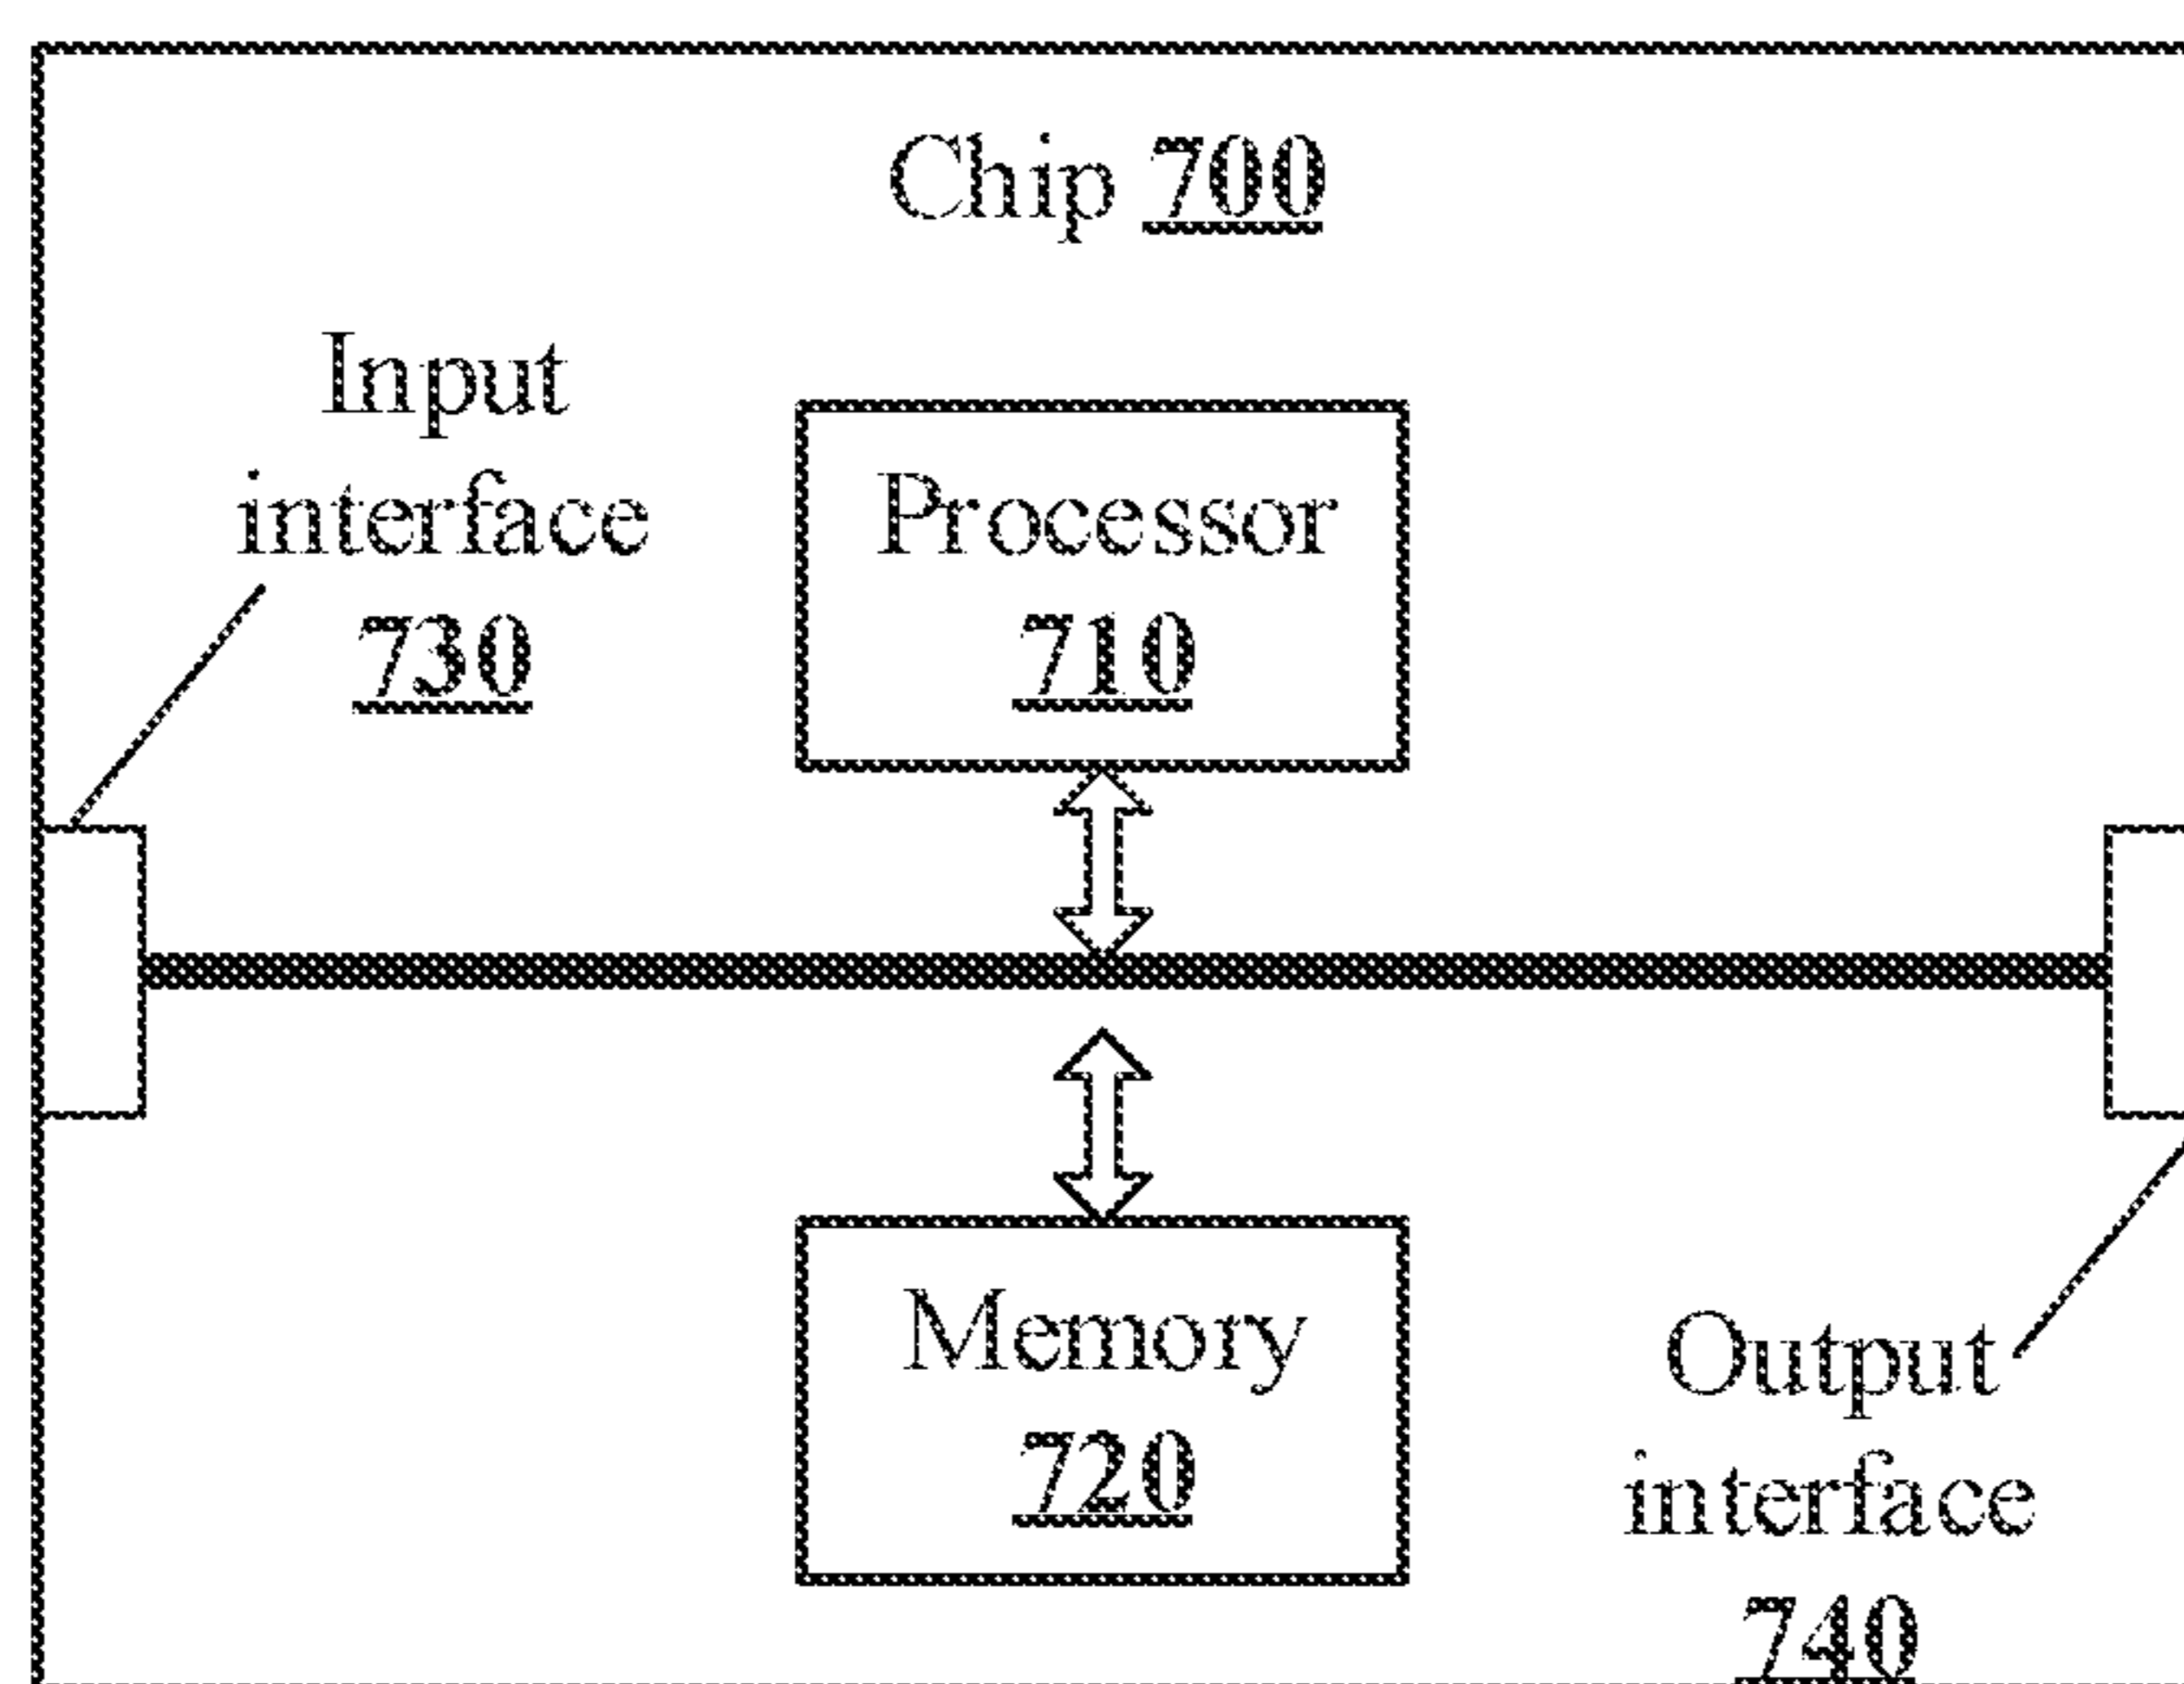 Chip 700
Input
interface
730
Processor
710
Memory
720
Output
interface
740